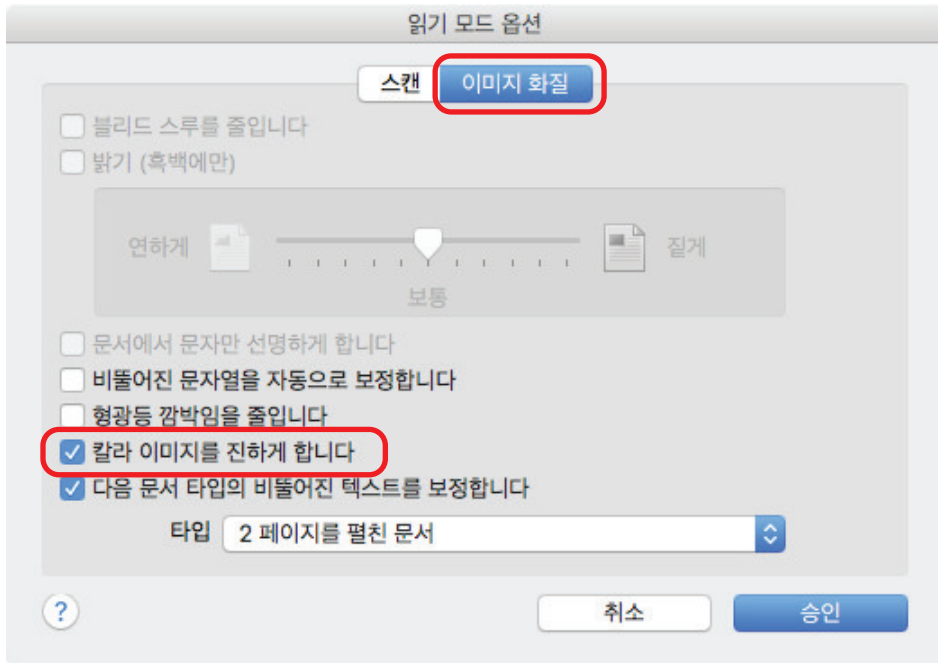 읽기 모드 옵션
스캔 이미지 화질
블리드 스루를 줄입니다
밝기 (흑백에만)
연하게 짙게
보통
문서에서 문자만 선명하게 합니다
비뚤어진 문자열을 자동으로 보정합니다
형광등 깜박임을 줄입니다
칼라 이미지를 진하게 합니다
다음 문서 타입의 비뚤어진 텍스트를 보정합니다
타입 2 페이지를 펼친 문서
? 취소 승인